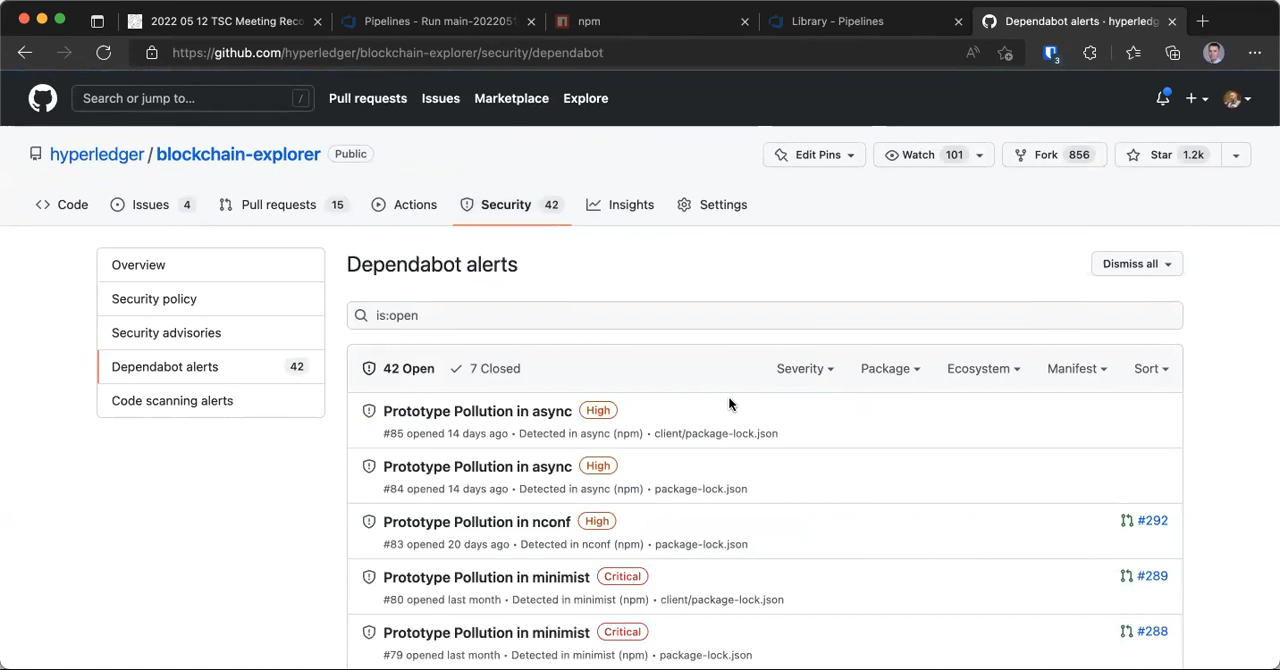 2022 05 12 TSC Meeting Reco
Pipelines - Run main-2022051
npm
Library - Pipelines
Dependabot alerts · hyperledg
https://github.com/hyperledger/blockchain-explorer/security/dependabot
3
Search or jump to...
/
Pull requests
Issues
Marketplace
Explore
hyperledger / blockchain-explorer Public
Edit Pins
Watch 101
Fork 856
Star 1.2k
Code
Issues 4
Pull requests 15
Actions
Security 42
Insights
Settings
Overview
Security policy
Security advisories
Dependabot alerts 42
Code scanning alerts
Dependabot alerts
Dismiss all
is:open
42 Open 7 Closed
Severity Package Ecosystem Manifest Sort
Prototype Pollution in async High
#85 opened 14 days ago • Detected in async (npm) • client/package-lock.json
Prototype Pollution in async High
#84 opened 14 days ago • Detected in async (npm) • package-lock.json
Prototype Pollution in nconf High
#292
#83 opened 20 days ago • Detected in nconf (npm) • package-lock.json
Prototype Pollution in minimist Critical
#289
#80 opened last month • Detected in minimist (npm) • client/package-lock.json
Prototype Pollution in minimist Critical
#288
#79 opened last month • Detected in minimist (npm) • package-lock.json